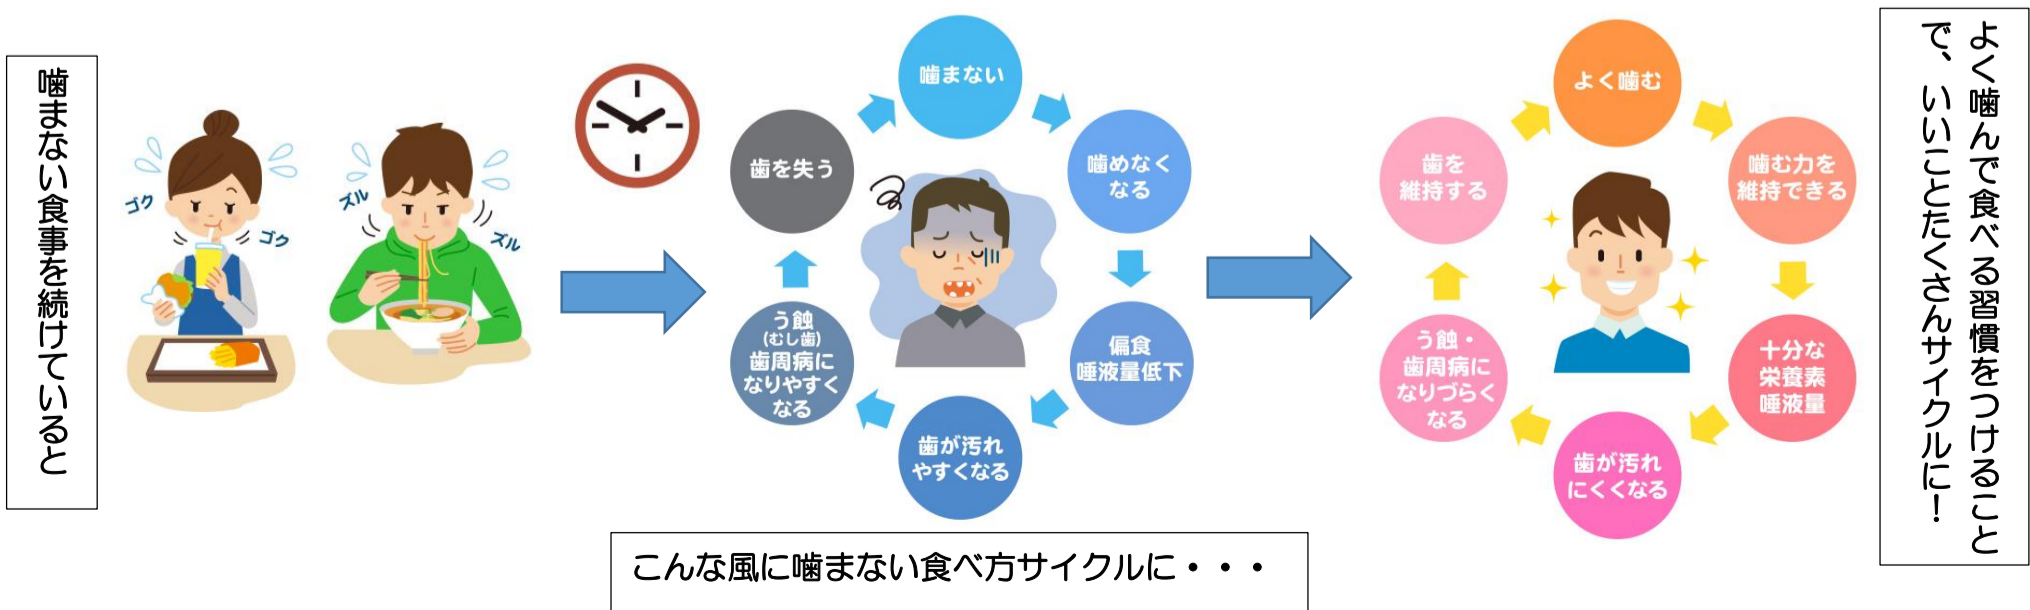 噛まない食事を続けていると
ゴク
ゴク
ズル
ズル
噛まない
噛めなく
なる
偏食
唾液量低下
歯が汚れ
やすくなる
う蝕
(むし歯)
歯周病に
なりやすく
なる
歯を失う
こんな風に噛まない食べ方サイクルに・・・
よく噛む
噛む力を
維持できる
十分な
栄養素
唾液量
歯が汚れ
にくくなる
う蝕・
歯周病に
なりづらく
なる
歯を
維持する
よく噛んで食べる習慣をつけること
で、いいことたくさんサイクルに！